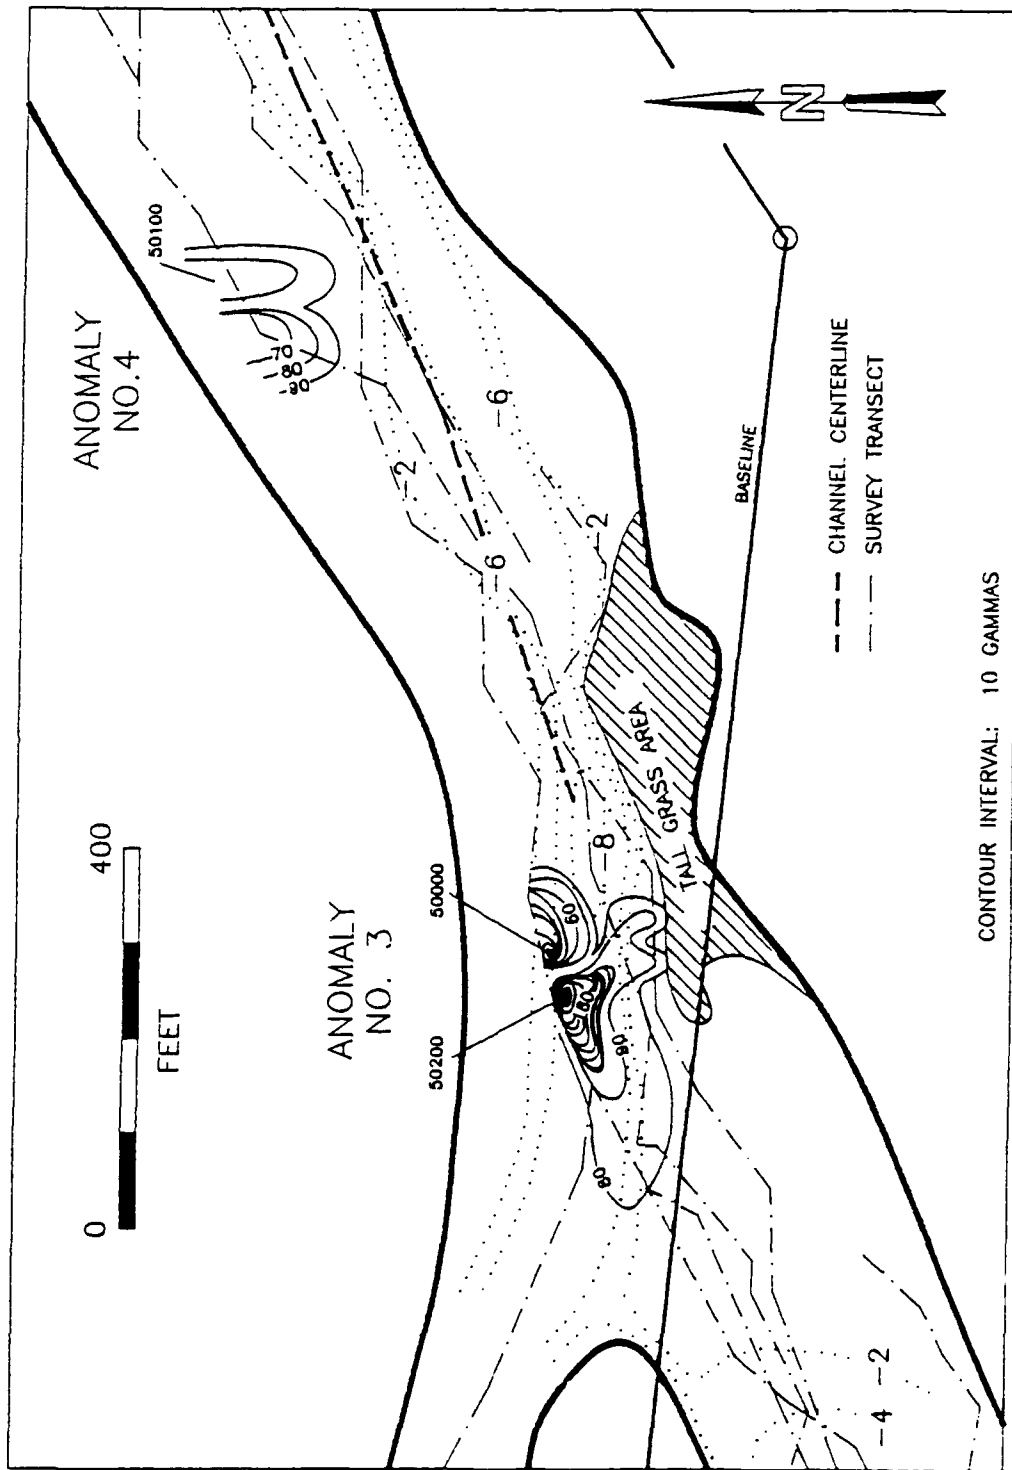 ANOMALY
NO.4
50100
70
80
-90
-2
-6
-6
-2
BASELINE
N
0
400
FEET
ANOMALY
NO. 3
50000
50200
60
80
80
80
-8
TALL GRASS AREA
-4
-2
CHANNEL CENTERLINE
SURVEY TRANSECT
CONTOUR INTERVAL: 10 GAMMAS